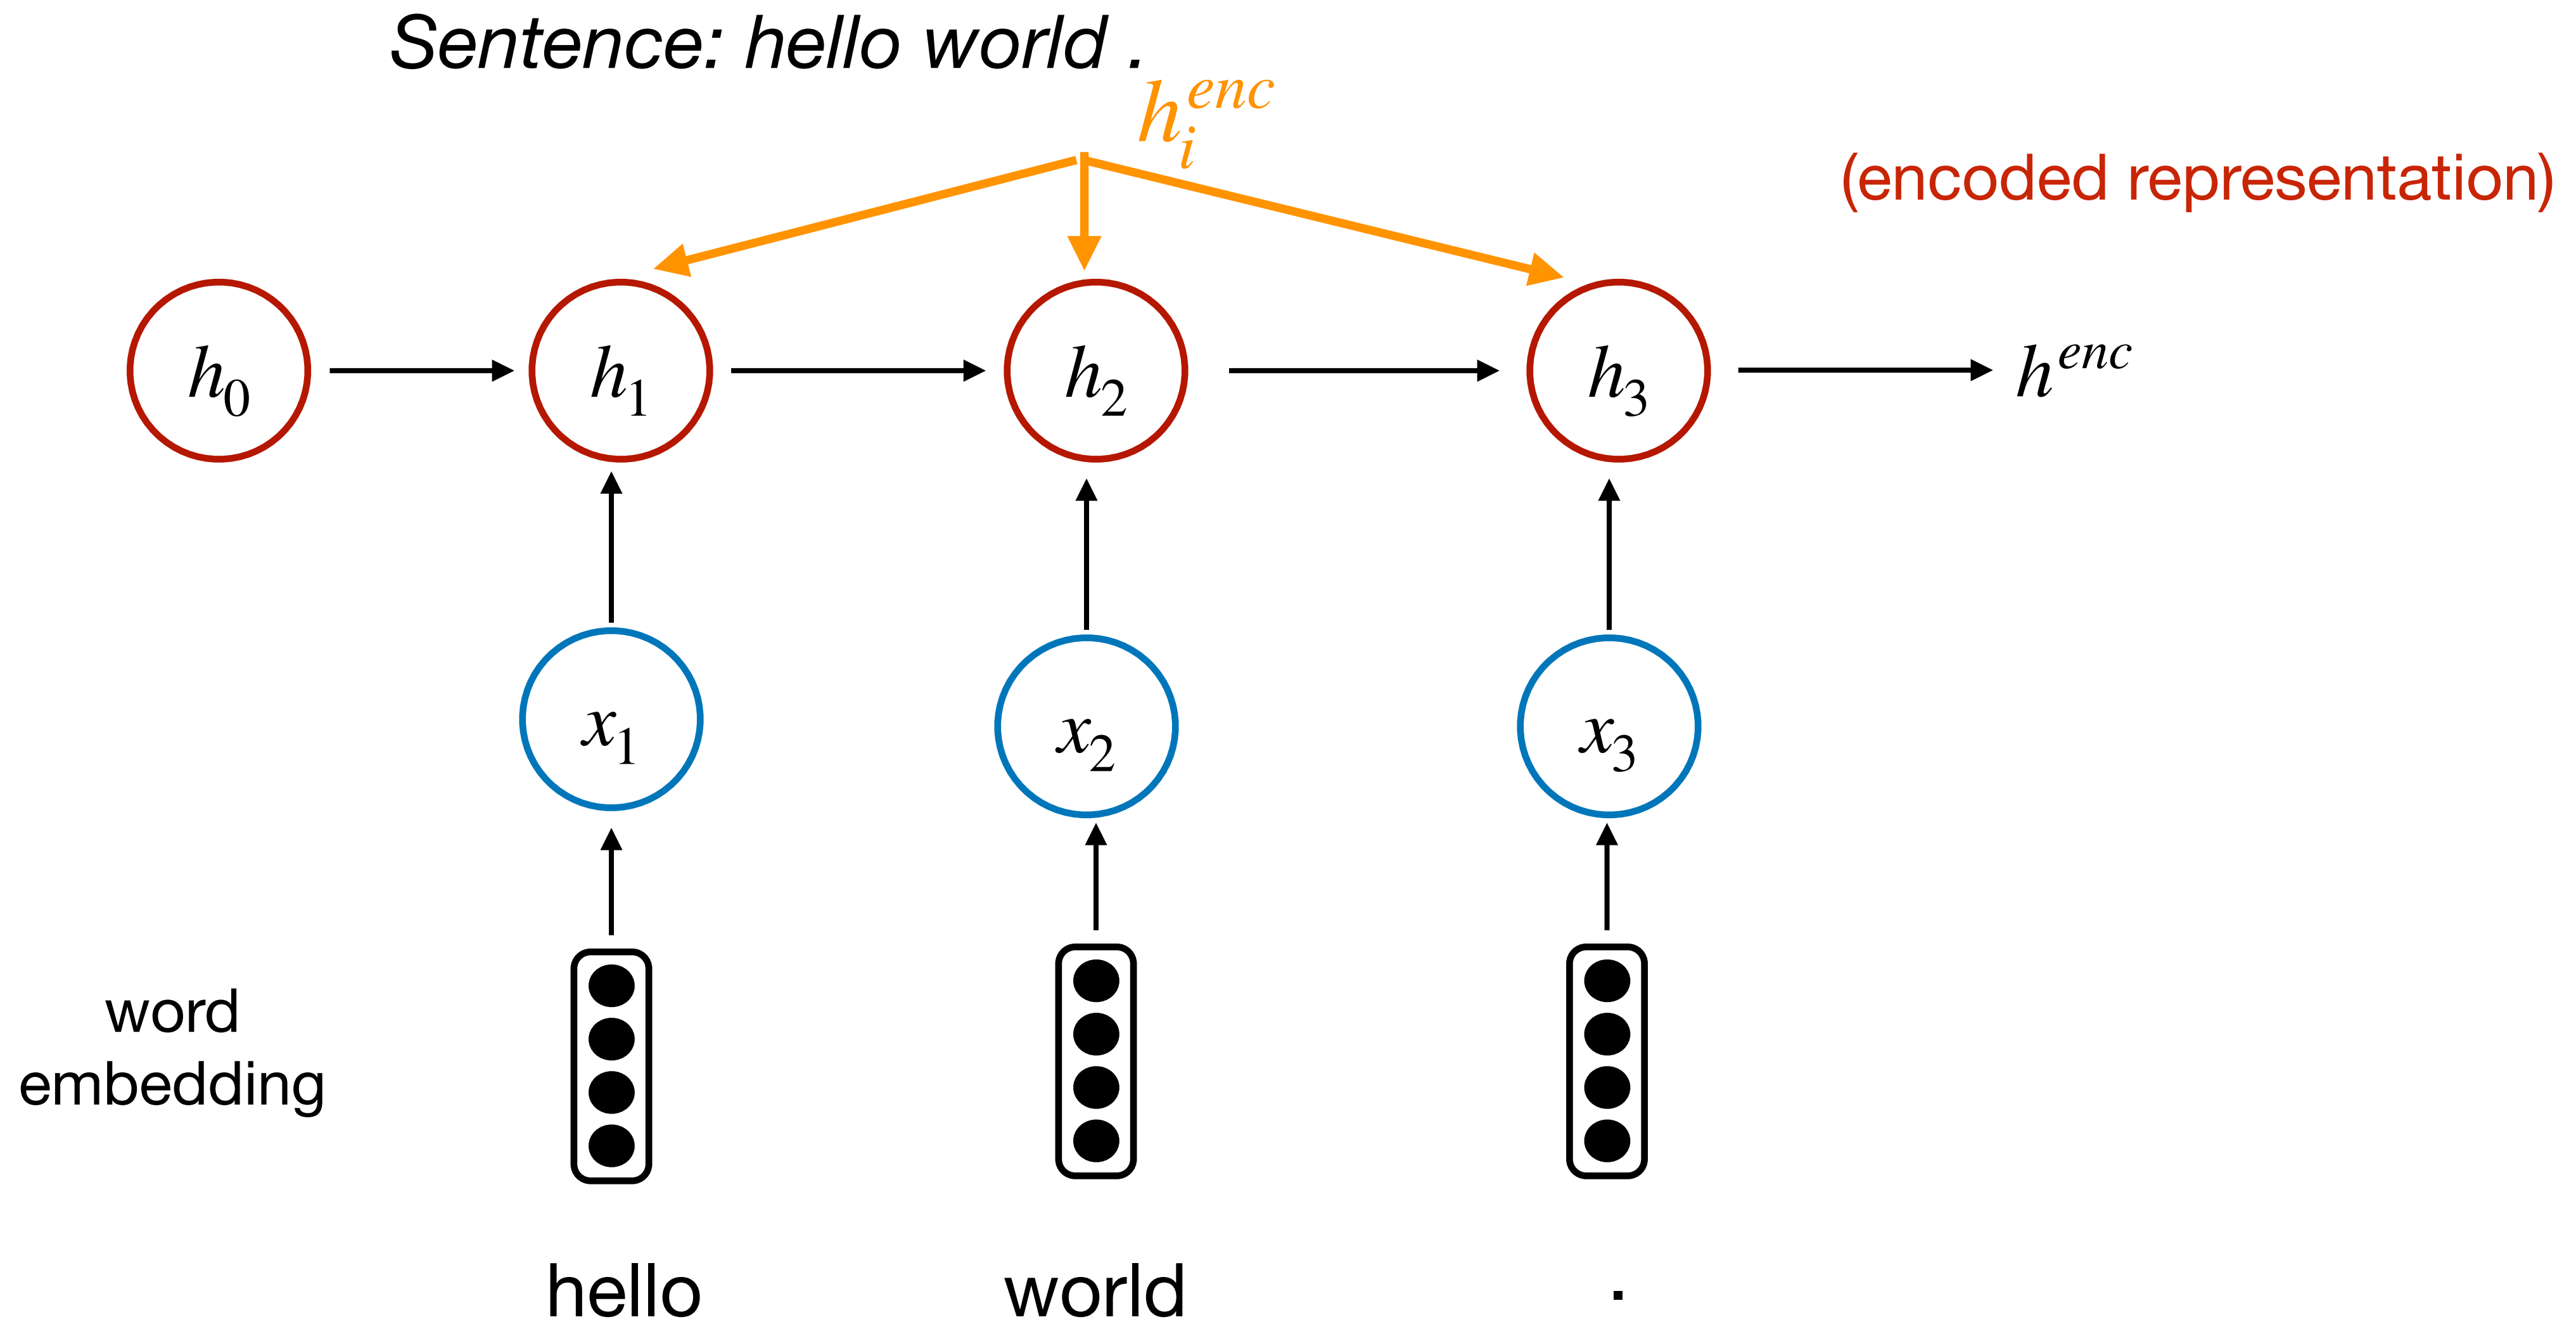 Sentence: hello world .
h_i^{enc}
(encoded representation)
h_0 h_1 h_2 h_3 h^{enc}
x_1 x_2 x_3
word
embedding
hello world .